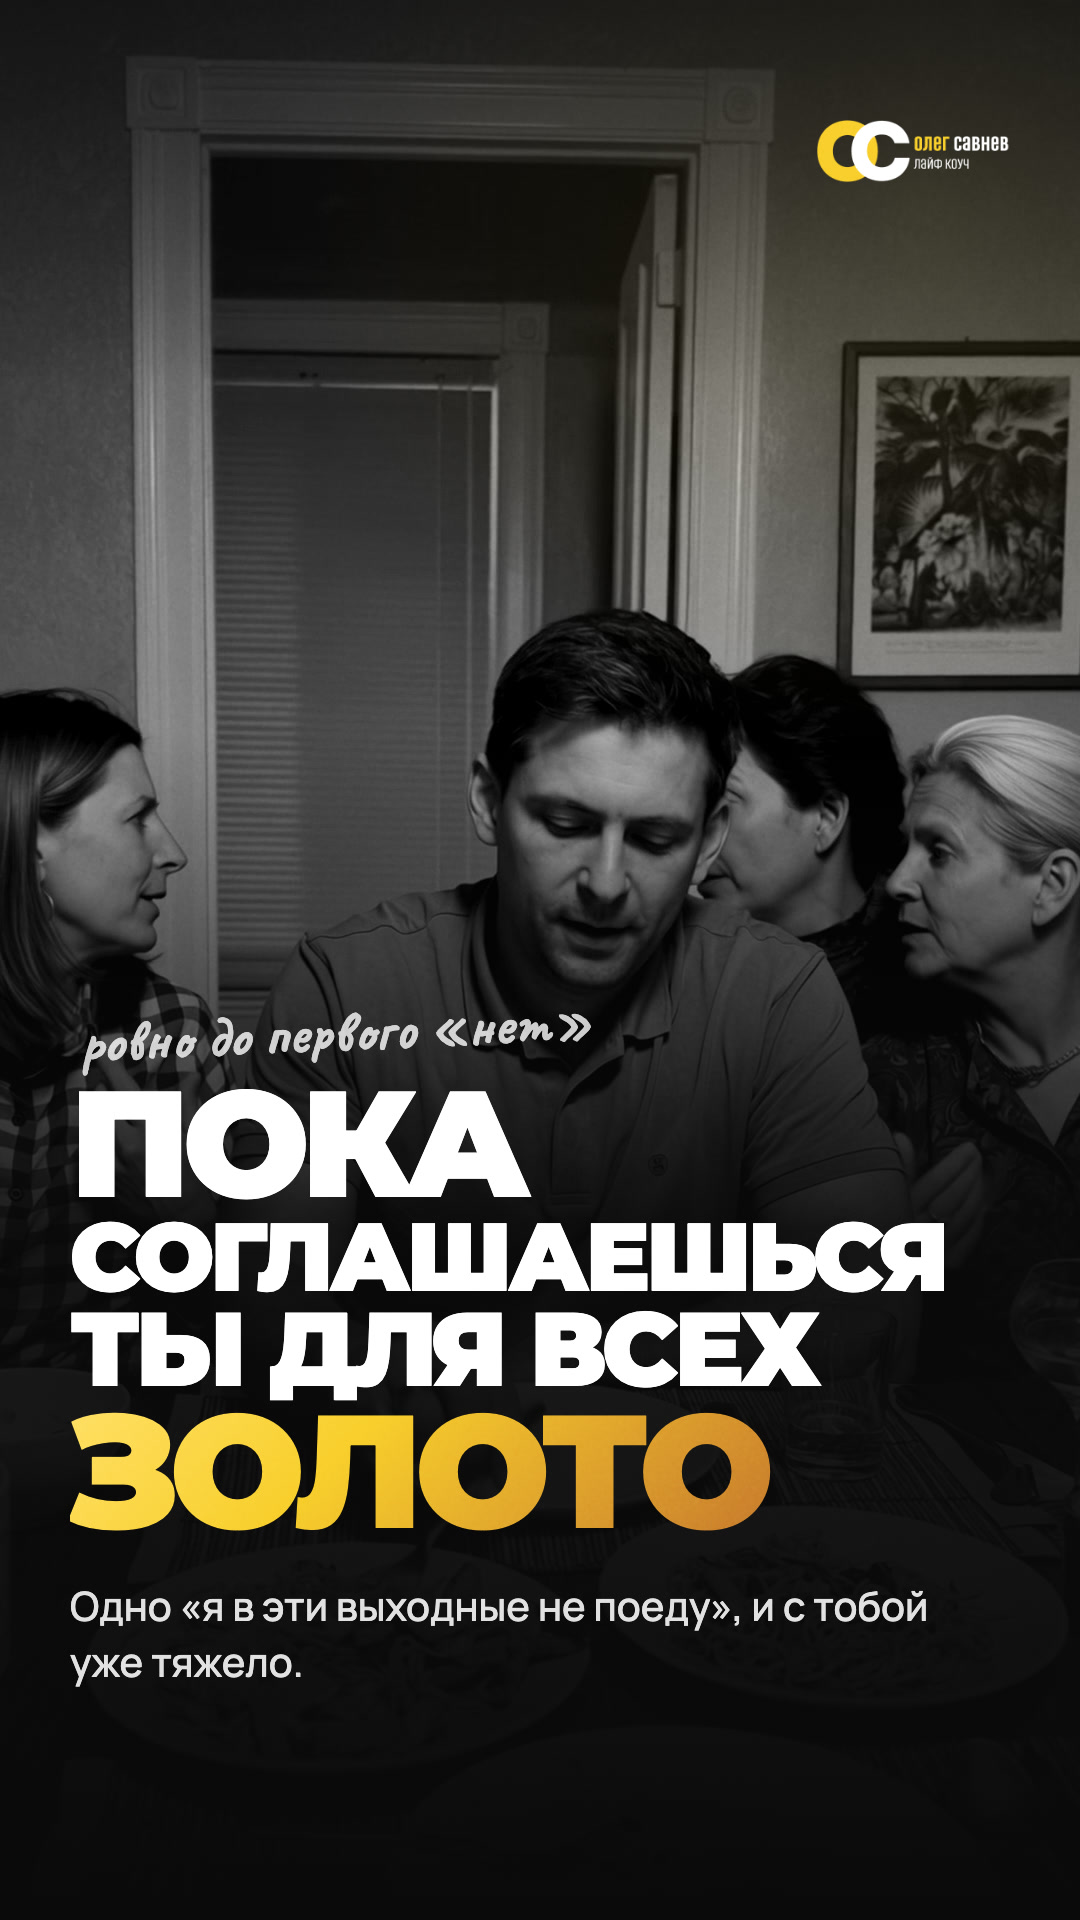 ОС олег савнев
лайф коуч
ровно до первого «нет»
ПОКА
СОГЛАШАЕШЬСЯ
ТЫ ДЛЯ ВСЕХ
ЗОЛОТО
Одно «я в эти выходные не поеду», и с тобой
уже тяжело.